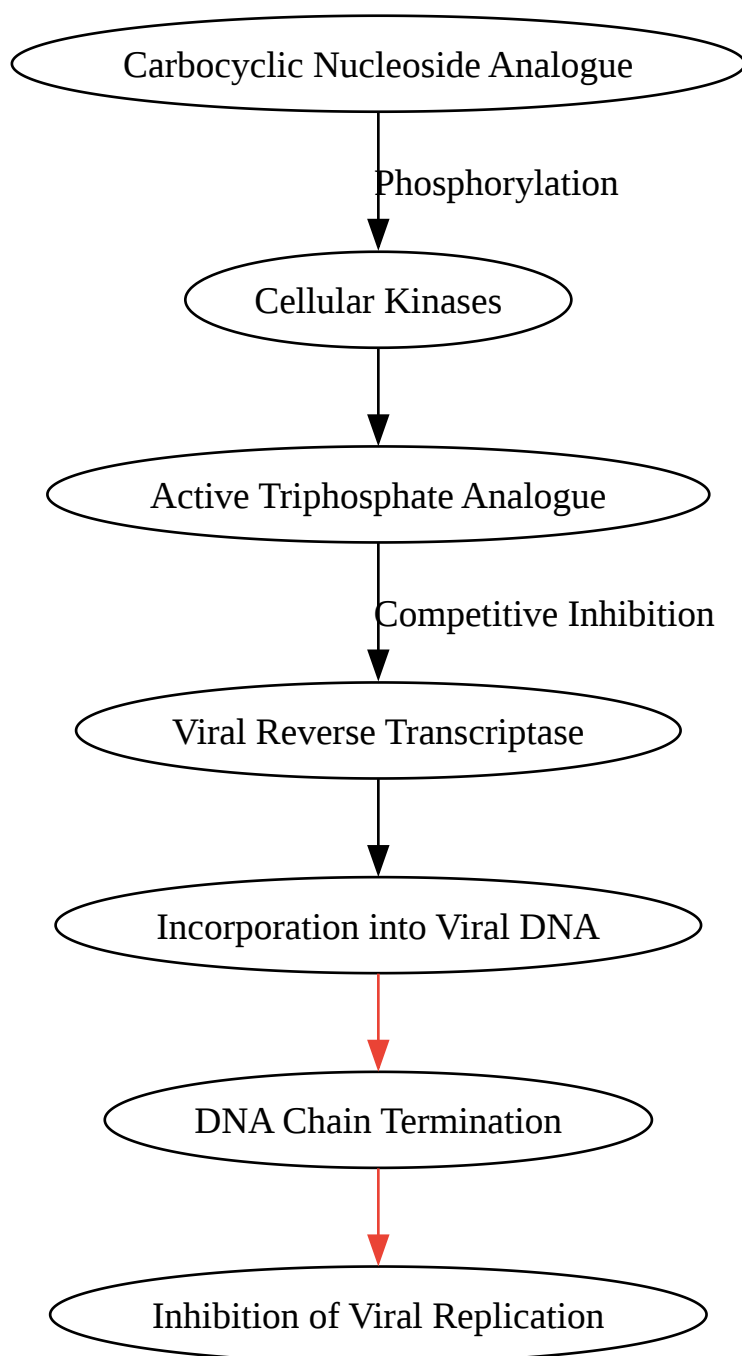 Carbocyclic Nucleoside Analogue
Phosphorylation
Cellular Kinases
Active Triphosphate Analogue
Competitive Inhibition
Viral Reverse Transcriptase
Incorporation into Viral DNA
DNA Chain Termination
Inhibition of Viral Replication